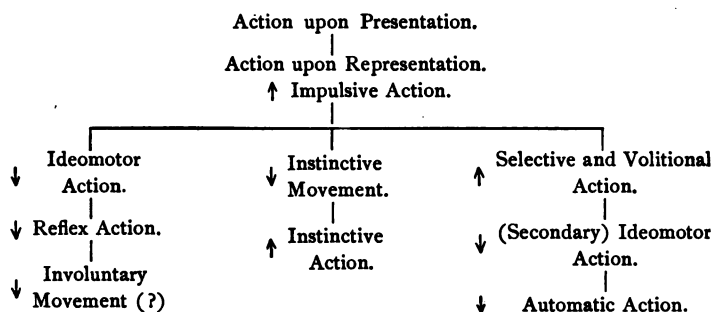 Action upon Presentation.
Action upon Representation.
↑ Impulsive Action.
↓ Ideomotor Action.
↓ Instinctive Movement.
↑ Selective and Volitional Action.
↓ Reflex Action.
↑ Instinctive Action.
↓ (Secondary) Ideomotor Action.
↓ Involuntary Movement (?)
↓ Automatic Action.